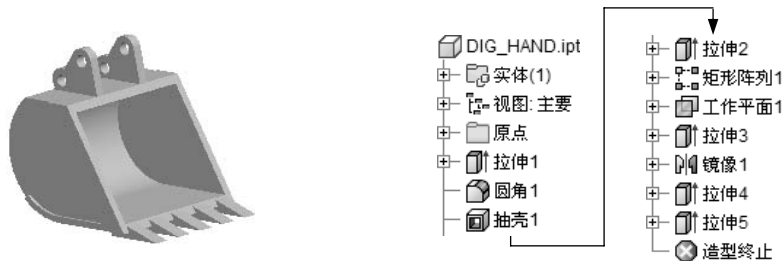 DIG_HAND.ipt
实体(1)
视图: 主要
原点
拉伸1
圆角1
抽壳1
拉伸2
矩形阵列1
工作平面1
拉伸3
镜像1
拉伸4
拉伸5
造型终止